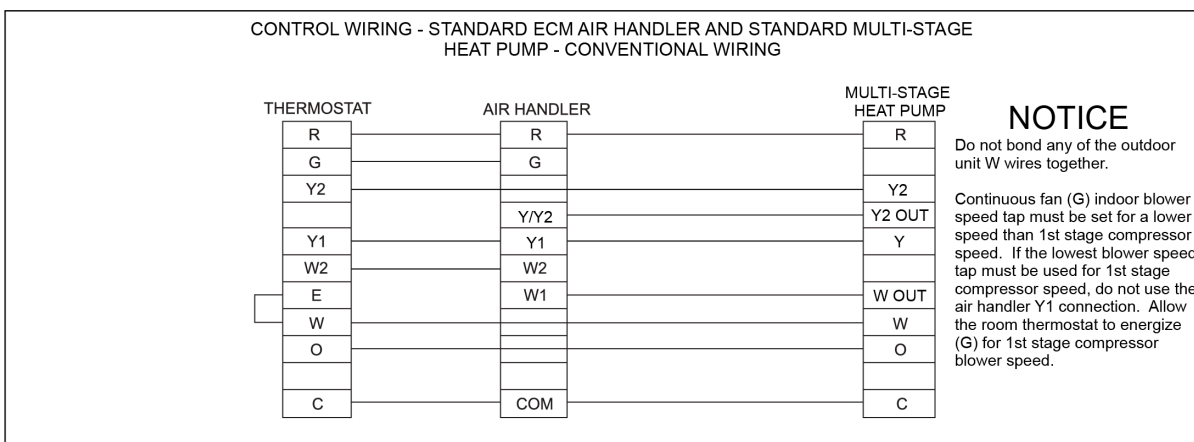 CONTROL WIRING - STANDARD ECM AIR HANDLER AND STANDARD MULTI-STAGE
HEAT PUMP - CONVENTIONAL WIRING
THERMOSTAT
R
G
Y2
Y1
W2
E
W
O
C
AIR HANDLER
R
G
Y/Y2
Y1
W2
W1
COM
MULTI-STAGE
HEAT PUMP
R
Y2
Y2 OUT
Y
W OUT
W
O
C
NOTICE
Do not bond any of the outdoor
unit W wires together.
Continuous fan (G) indoor blower
speed tap must be set for a lower
speed than 1st stage compressor
speed. If the lowest blower speed
tap must be used for 1st stage
compressor speed, do not use the
air handler Y1 connection. Allow
the room thermostat to energize
(G) for 1st stage compressor
blower speed.